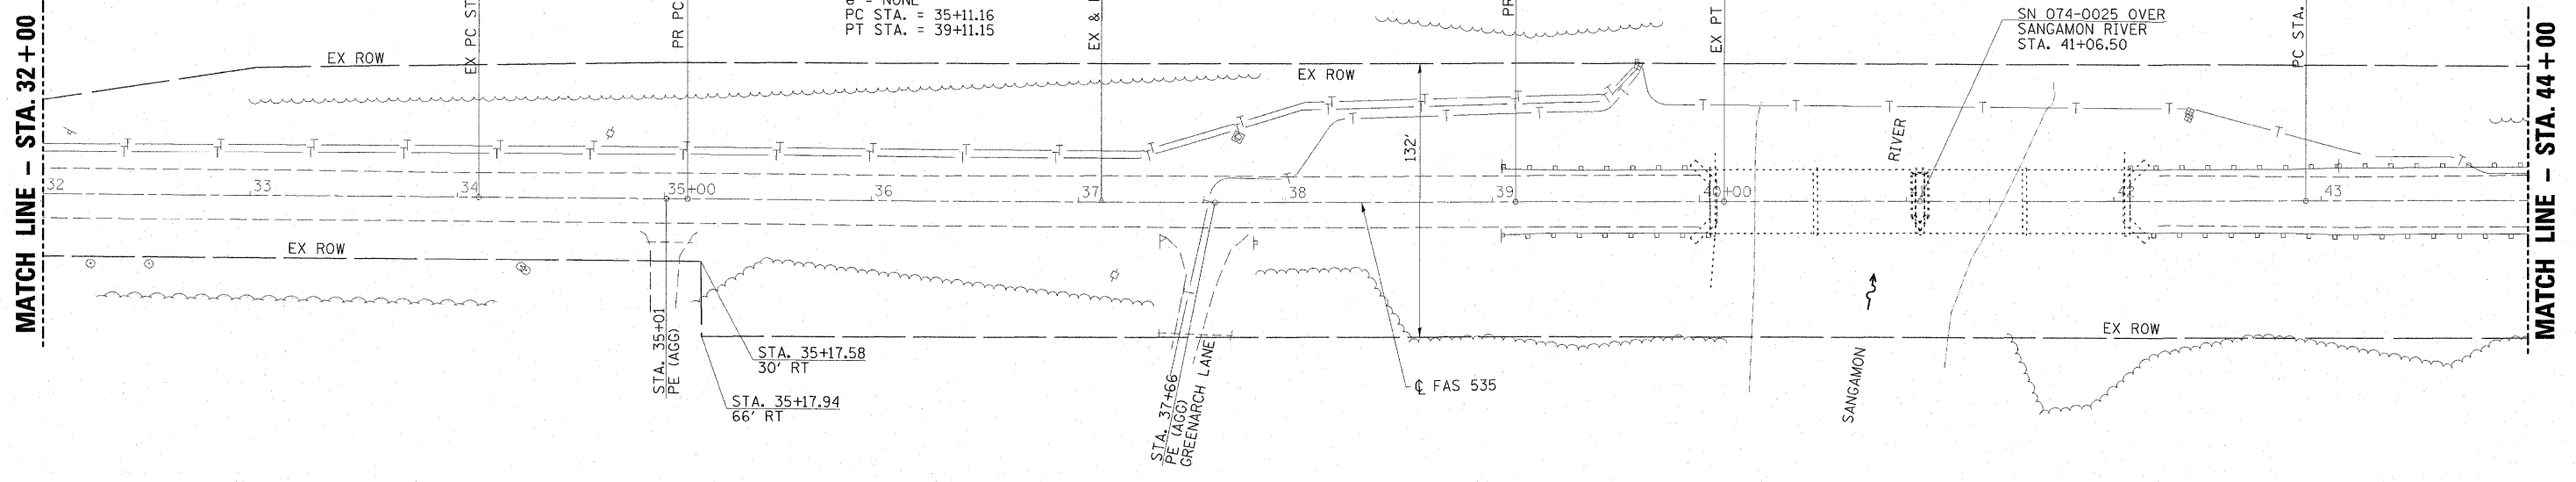 MATCH LINE - STA. 32+00
EX ROW
EX PC ST
PR PC
PC STA. = 35+11.16
PT STA. = 39+11.15
EX &
EX ROW
PR
EX PT
SN 074-0025 OVER
SANGAMON RIVER
STA. 41+06.50
PC STA.
MATCH LINE - STA. 44+00
132'
RIVER
32
33
34
35+00
36
37
38
39
40+00
42
43
EX ROW
STA. 35+01
PE (AGG)
STA. 35+17.58
30' RT
STA. 35+17.94
66' RT
STA. 37+66
PE (AGG)
GREENARCH LANE
℄ FAS 535
SANGAMON
EX ROW